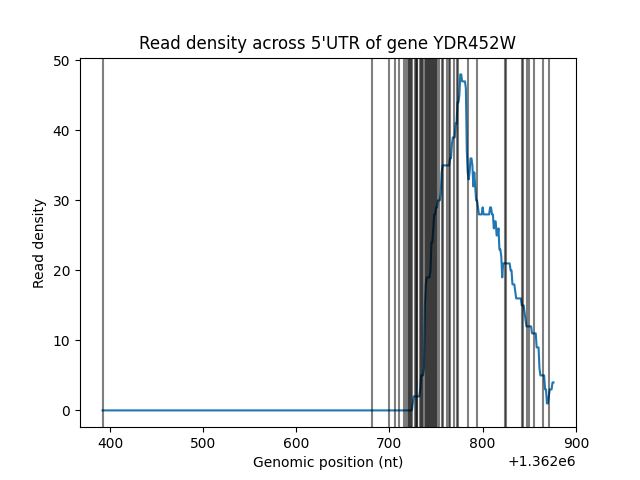 Read density across 5'UTR of gene YDR452W
50
40
30
20
10
0
Read density
400 500 600 700 800 900
Genomic position (nt)
+1.362e6